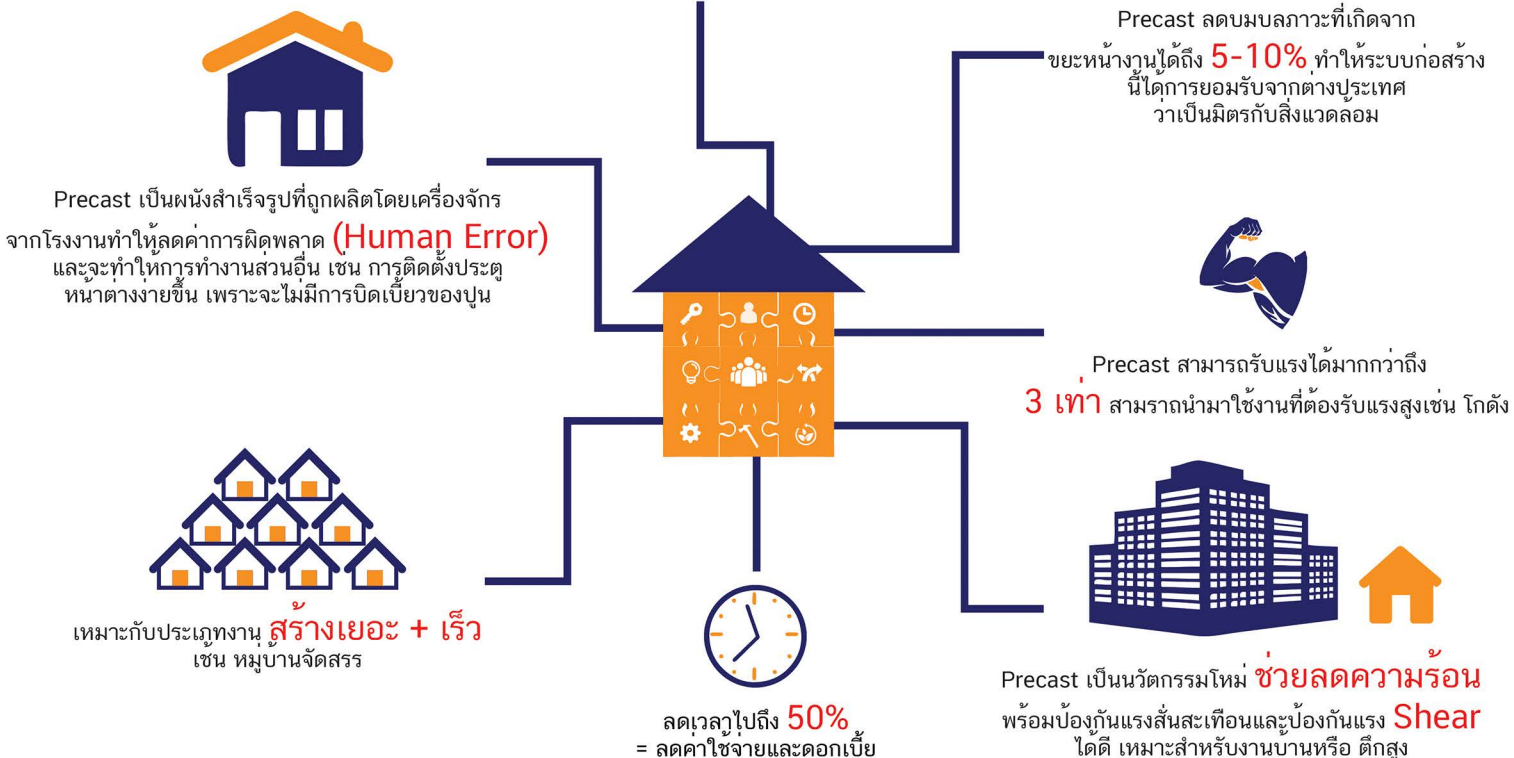 Precast ลดบมบลภาวะที่เกิดจาก
ขยะหน้างานได้ถึง 5-10% ทำให้ระบบก่อสร้าง
นี้ได้การยอมรับจากต่างประเทศ
ว่าเป็นมิตรกับสิ่งแวดล้อม
Precast เป็นผนังสำเร็จรูปที่ถูกผลิตโดยเครื่องจักร
จากโรงงานทำให้ลดค่าการผิดพลาด (Human Error)
และจะทำให้การทำงานส่วนอื่น เช่น การติดตั้งประตู
หน้าต่างง่ายขึ้น เพราะจะไม่มีการบิดเบี้ยวของปูน
Precast สามารถรับแรงได้มากกว่าถึง
3 เท่า สามราถนำมาใช้งานที่ต้องรับแรงสูงเช่น โกดัง
เหมาะกับประเภทงาน สร้างเยอะ + เร็ว
เช้น หมู่บ้านจัดสรร
ลดเวลาไปถึง 50%
= ลดค่าใช้จ่ายและดอกเบี้ย
Precast เป็นนวัตกรรมโหม่ ช่วยลดความร้อน
พร้อมป้องกันแรงสั่นสะเทือนและป้องกันแรง Shear
ได้ดี เหมาะสำหรับงานบ้านหรือ ตึกสูง